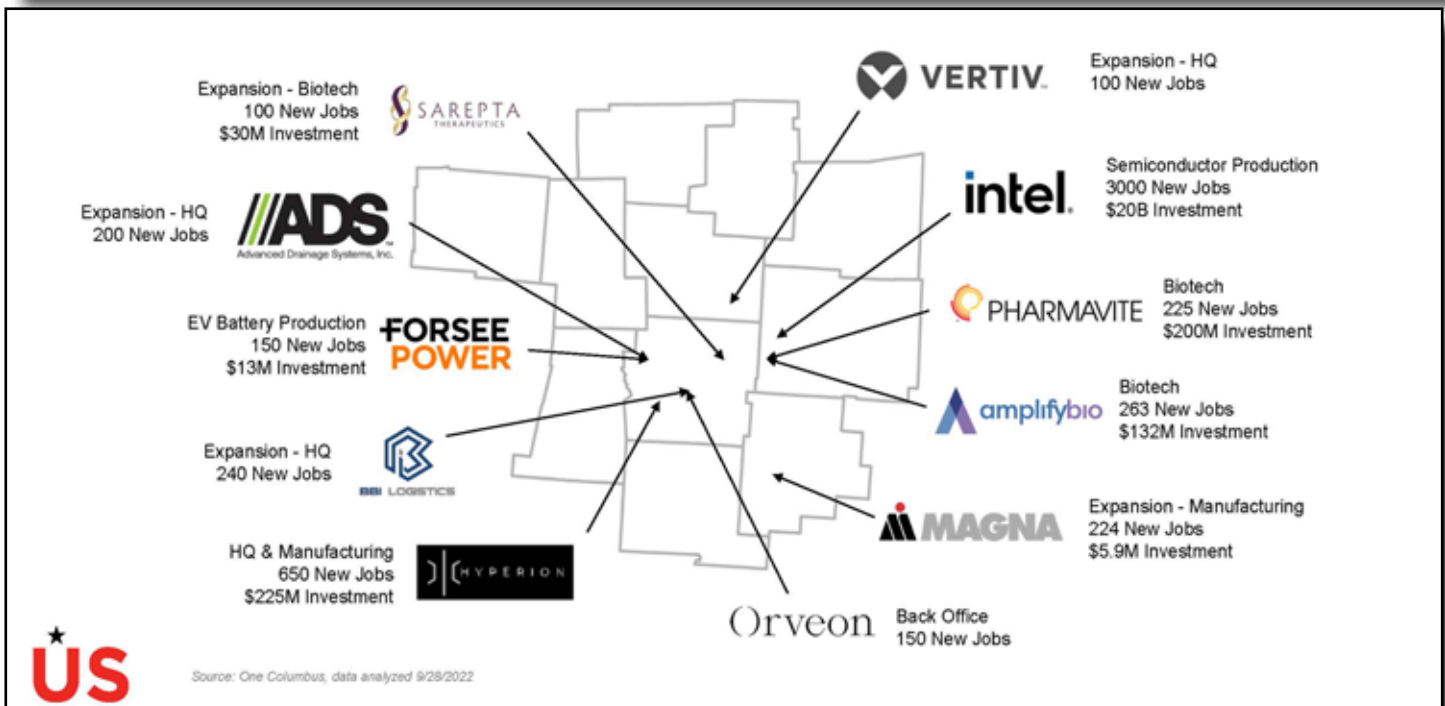 Expansion - Biotech
100 New Jobs
$30M Investment
SAREPTA
THERAPEUTICS
VERTIV™
Expansion - HQ
100 New Jobs
Expansion - HQ
200 New Jobs
ADS™
Advanced Drainage Systems, Inc.
intel.
Semiconductor Production
3000 New Jobs
$20B Investment
EV Battery Production
150 New Jobs
$13M Investment
FORSEE
POWER
PHARMAVITE
Biotech
225 New Jobs
$200M Investment
amplifybio
Biotech
263 New Jobs
$132M Investment
Expansion - HQ
240 New Jobs
BBI LOGISTICS
MAGNA
Expansion - Manufacturing
224 New Jobs
$5.9M Investment
HQ & Manufacturing
650 New Jobs
$225M Investment
HYPERION
Orveon
Back Office
150 New Jobs
US
Source: One Columbus, data analyzed 9/28/2022